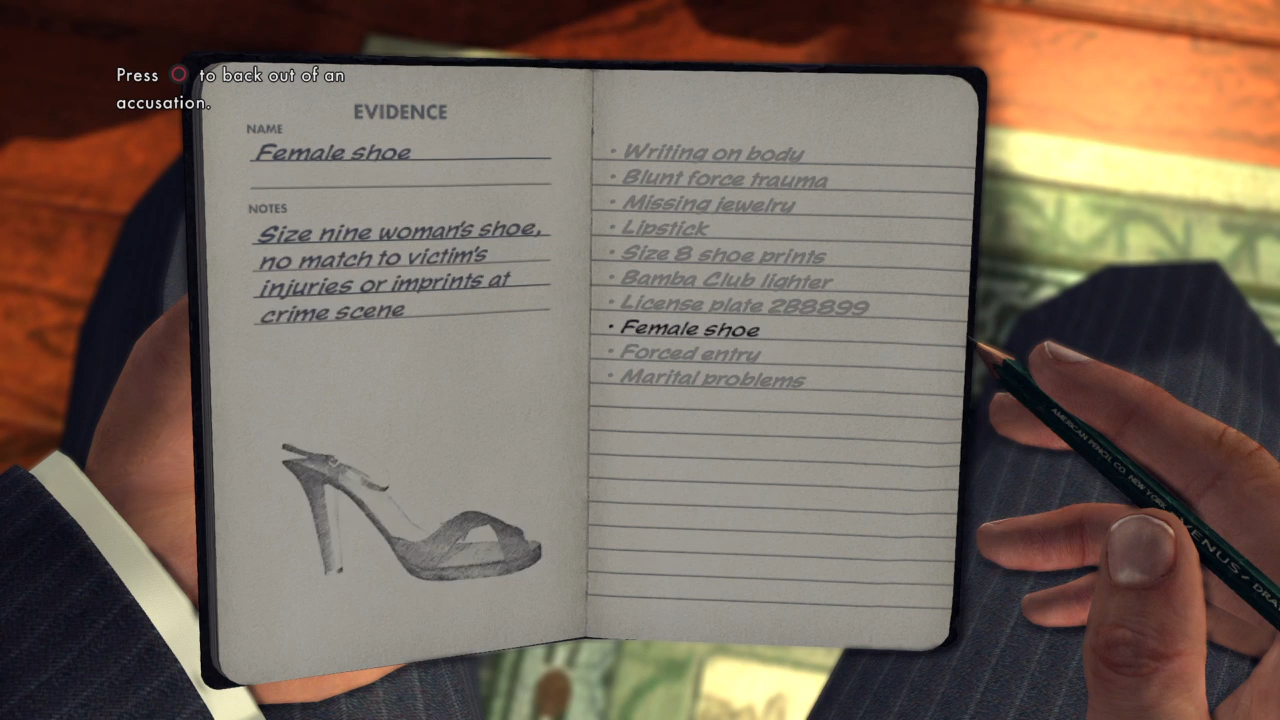 Press ○ to back out of an
accusation.
EVIDENCE
NAME
Female shoe
NOTES
Size nine woman's shoe,
no match to victim's
injuries or imprints at
crime scene
• Writing on body
• Blunt force trauma
• Missing jewelry
• Lipstick
• Size 8 shoe prints
• Bamba Club lighter
• License plate 2B8899
• Female shoe
• Forced entry
• Marital problems
AMERICAN PENCIL CO. NEW YORK VENUS/ DRA